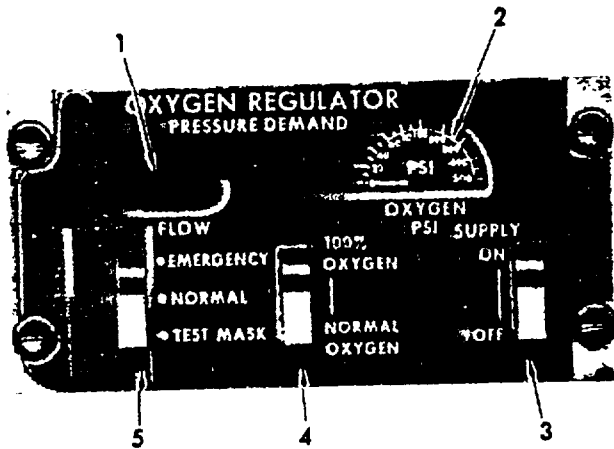 1
2
OXYGEN REGULATOR
PRESSURE DEMAND
PSI
500
OXYGEN
PSI
SUPPLY
FLOW
ON
•EMERGENCY
100%
OXYGEN
•NORMAL
•TEST MASK
NORMAL
OXYGEN
OFF
5
4
3